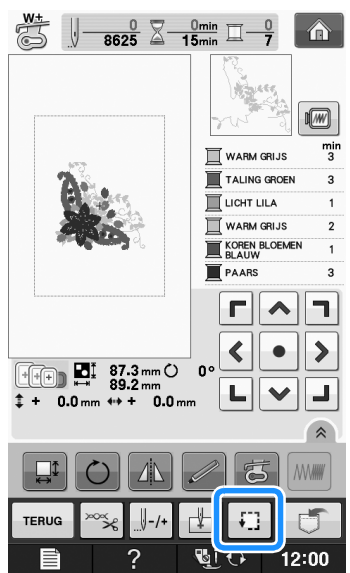 W+
0
8625
0min
15min
0
7
min
WARM GRIJS 3
TALING GROEN 3
LICHT LILA 1
WARM GRIJS 2
KOREN BLOEMEN
BLAUW 1
PAARS 3
87.3 mm 0°
89.2 mm
+ 0.0 mm + 0.0 mm
TERUG -/+
? 12:00